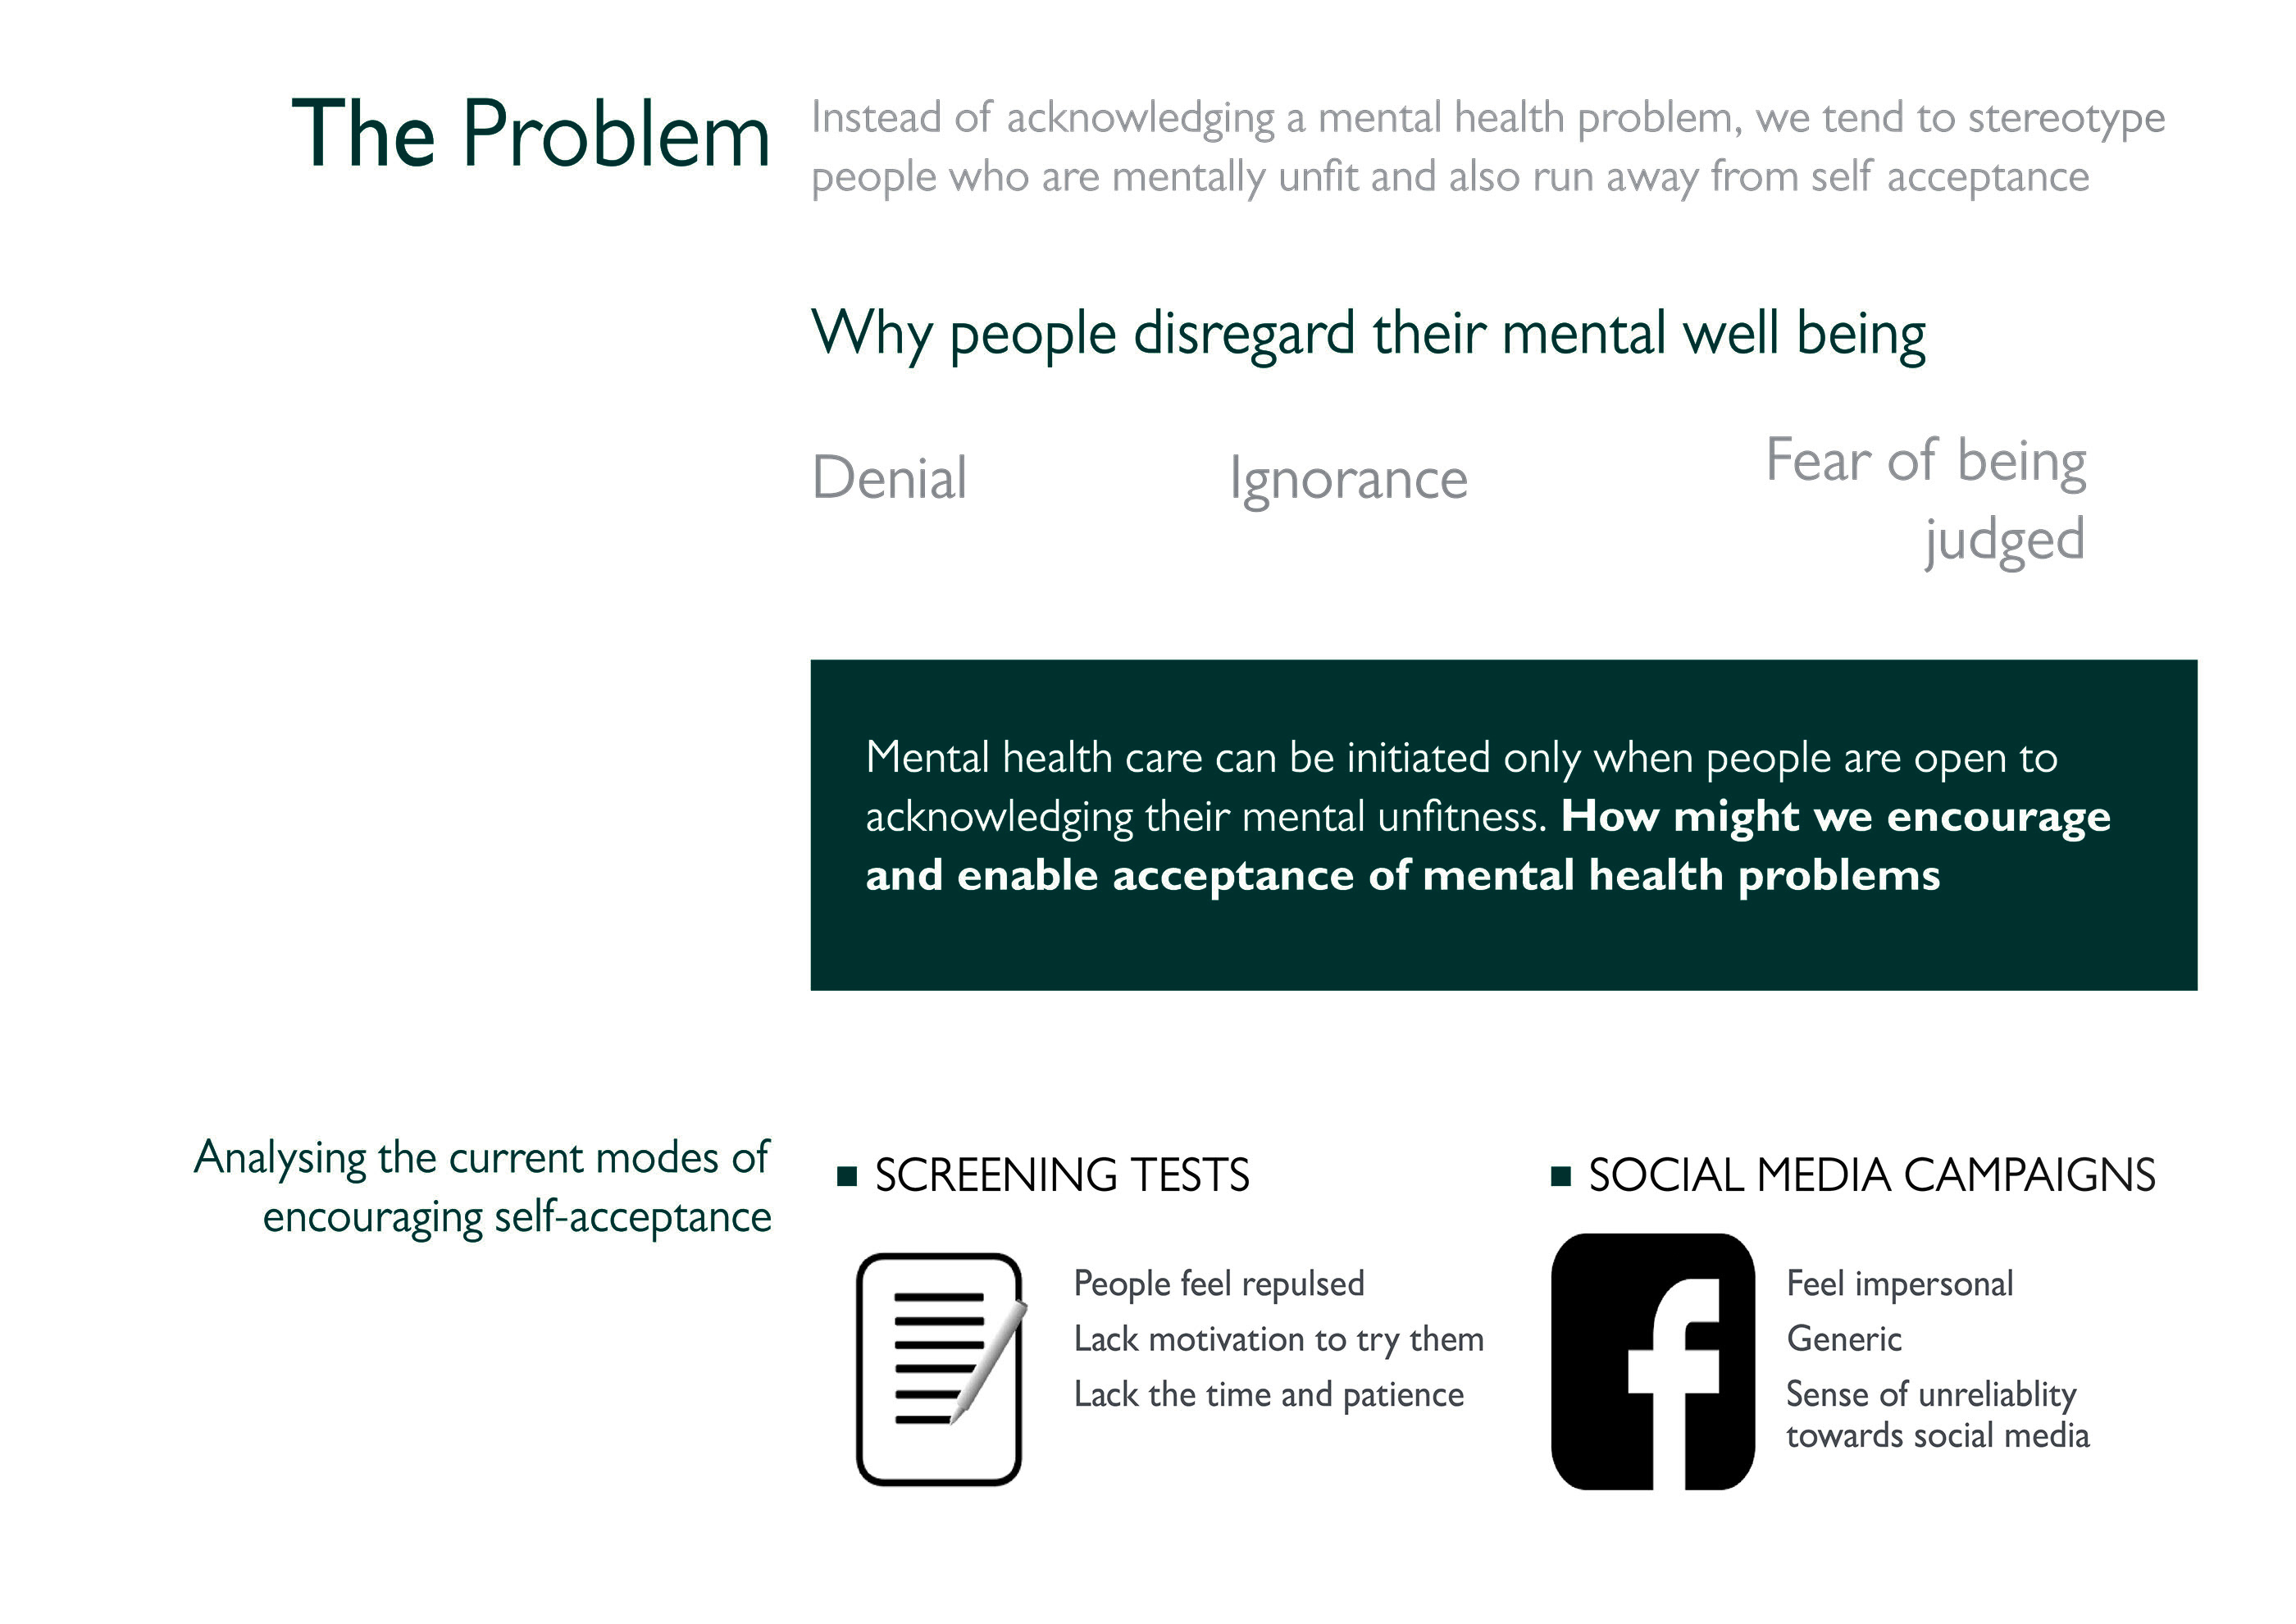 The Problem
Instead of acknowledging a mental health problem, we tend to stereotype
people who are mentally unfit and also run away from self acceptance
Why people disregard their mental well being
Denial
Ignorance
Fear of being
judged
Mental health care can be initiated only when people are open to
acknowledging their mental unfitness. How might we encourage
and enable acceptance of mental health problems
Analysing the current modes of
encouraging self-acceptance
SCREENING TESTS
People feel repulsed
Lack motivation to try them
Lack the time and patience
SOCIAL MEDIA CAMPAIGNS
f
Feel impersonal
Generic
Sense of unreliablity
towards social media